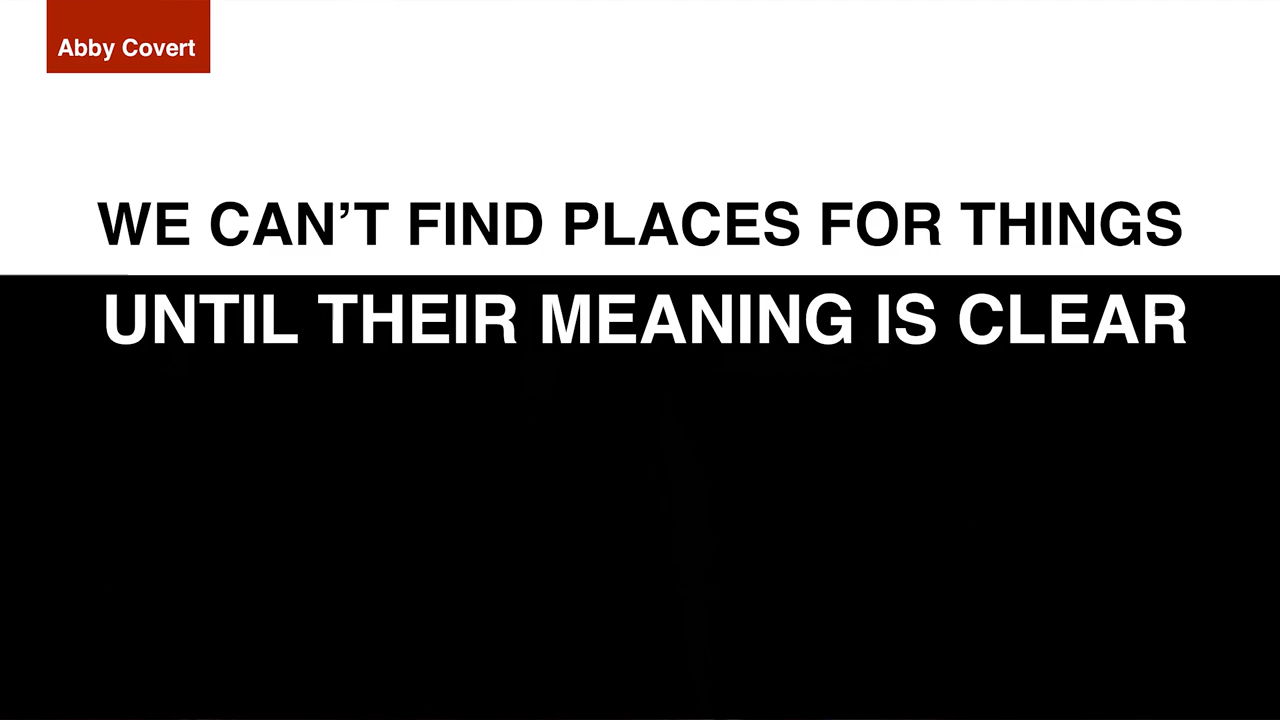 Abby Covert
WE CAN’T FIND PLACES FOR THINGS
UNTIL THEIR MEANING IS CLEAR